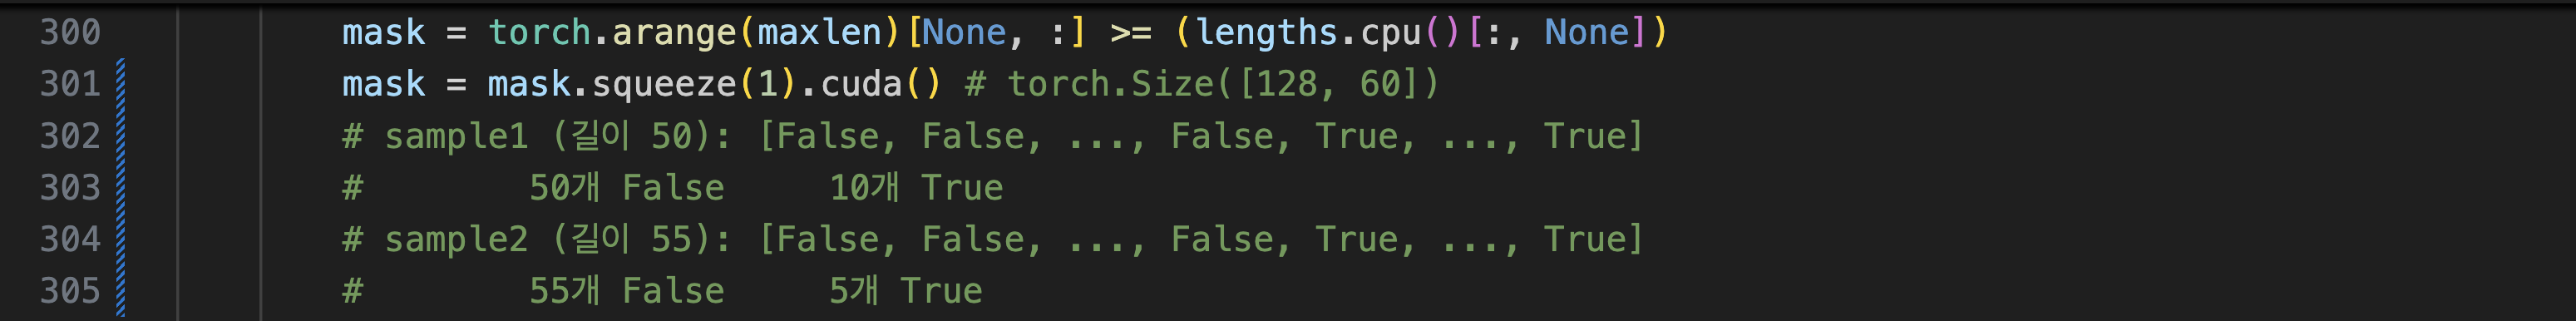 300 mask = torch.arange(maxlen)[None, :] >= (lengths.cpu()[:, None])
301 mask = mask.squeeze(1).cuda() # torch.Size([128, 60])
302 # sample1 (길이 50): [False, False, ..., False, True, ..., True]
303 #        50개 False     10개 True
304 # sample2 (길이 55): [False, False, ..., False, True, ..., True]
305 #        55개 False     5개 True